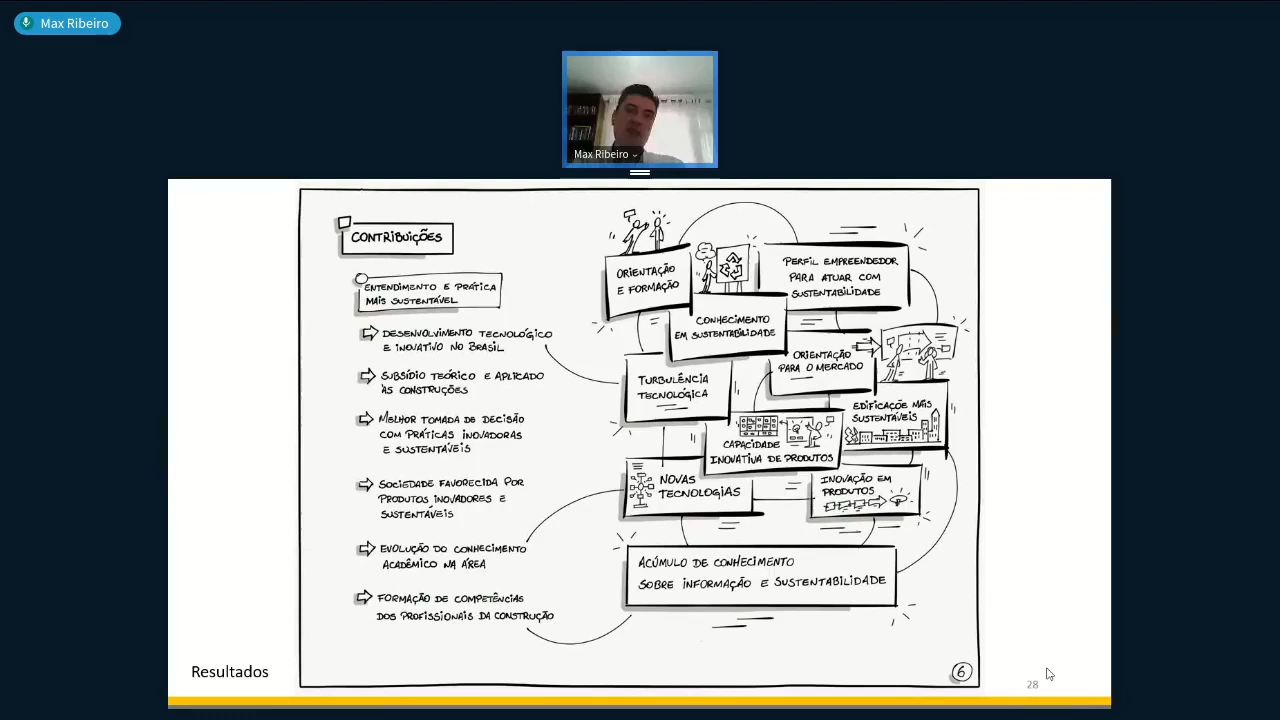 Max Ribeiro
Max Ribeiro
CONTRIBUIÇÕES
ENTENDIMENTO E PRÁTICA
MAIS SUSTENTÁVEL
DESENVOLVIMENTO TECNOLÓGICO
E INOVATIVO NO BRASIL
SUBSÍDIO TEÓRICO E APLICADO
ÀS CONSTRUÇÕES
MELHOR TOMADA DE DECISÃO
COM PRÁTICAS INOVADORAS
E SUSTENTÁVEIS
SOCIEDADE FAVORECIDA POR
PRODUTOS INOVADORES E
SUSTENTÁVEIS
EVOLUÇÃO DO CONHECIMENTO
ACADÊMICO NA ÁREA
FORMAÇÃO DE COMPETÊNCIAS
DOS PROFISSIONAIS DA CONSTRUÇÃO
ORIENTAÇÃO
E FORMAÇÃO
PERFIL EMPREENDEDOR
PARA ATUAR COM
SUSTENTABILIDADE
CONHECIMENTO
EM SUSTENTABILIDADE
ORIENTAÇÃO
PARA O MERCADO
TURBULÊNCIA
TECNOLÓGICA
EDIFICAÇÕE MAIS
SUSTENTÁVEIS
CAPACIDADE
INOVATIVA DE PRODUTOS
NOVAS
TECNOLOGIAS
INOVAÇÃO EM
PRODUTOS
ACÚMULO DE CONHECIMENTO
SOBRE INFORMAÇÃO E SUSTENTABILIDADE
6
Resultados
28